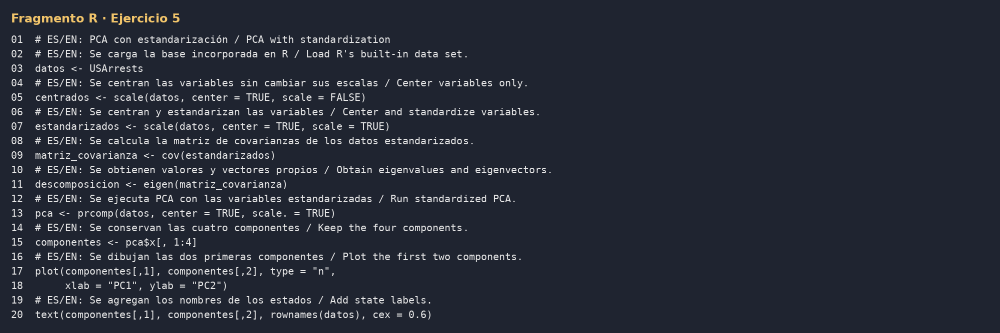 Fragmento R · Ejercicio 5
01  # ES/EN: PCA con estandarización / PCA with standardization
02  # ES/EN: Se carga la base incorporada en R / Load R's built-in data set.
03  datos <- USArrests
04  # ES/EN: Se centran las variables sin cambiar sus escalas / Center variables only.
05  centrados <- scale(datos, center = TRUE, scale = FALSE)
06  # ES/EN: Se centran y estandarizan las variables / Center and standardize variables.
07  estandarizados <- scale(datos, center = TRUE, scale = TRUE)
08  # ES/EN: Se calcula la matriz de covarianzas de los datos estandarizados.
09  matriz_covarianza <- cov(estandarizados)
10  # ES/EN: Se obtienen valores y vectores propios / Obtain eigenvalues and eigenvectors.
11  descomposicion <- eigen(matriz_covarianza)
12  # ES/EN: Se ejecuta PCA con las variables estandarizadas / Run standardized PCA.
13  pca <- prcomp(datos, center = TRUE, scale. = TRUE)
14  # ES/EN: Se conservan las cuatro componentes / Keep the four components.
15  componentes <- pca$x[, 1:4]
16  # ES/EN: Se dibujan las dos primeras componentes / Plot the first two components.
17  plot(componentes[,1], componentes[,2], type = "n",
18       xlab = "PC1", ylab = "PC2")
19  # ES/EN: Se agregan los nombres de los estados / Add state labels.
20  text(componentes[,1], componentes[,2], rownames(datos), cex = 0.6)